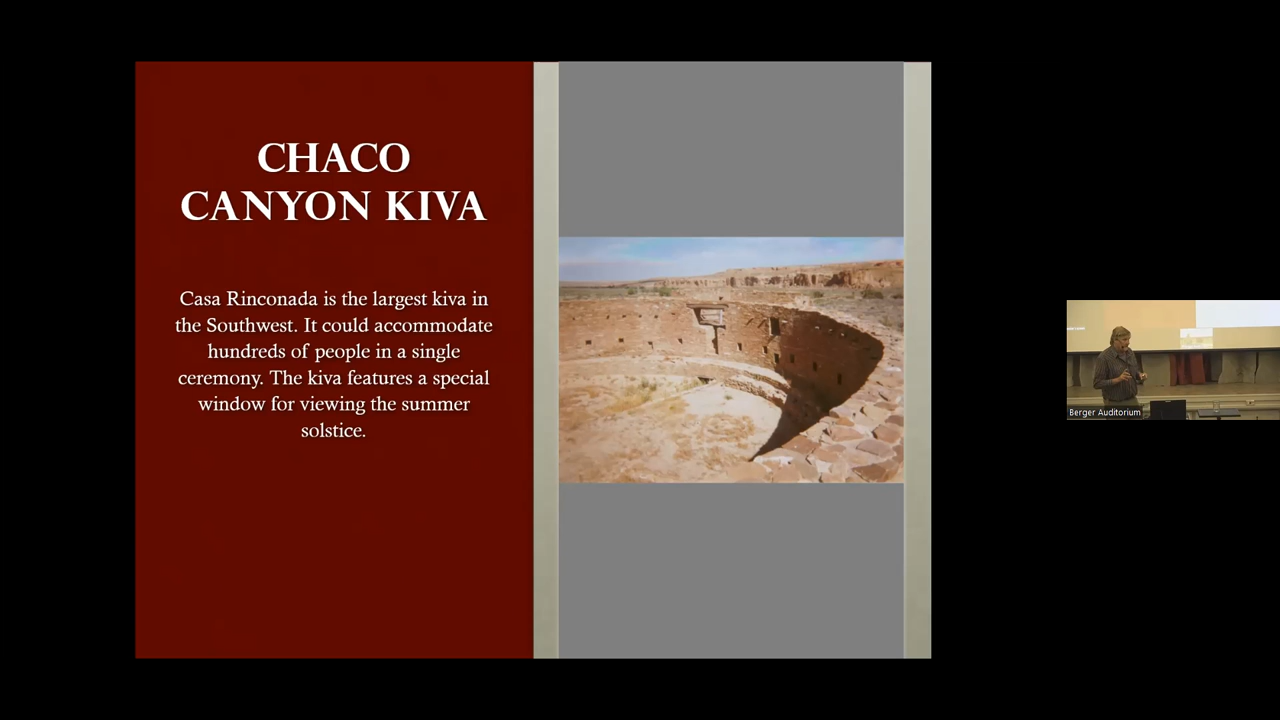 CHACO
CANYON KIVA
Casa Rinconada is the largest kiva in
the Southwest. It could accommodate
hundreds of people in a single
ceremony. The kiva features a special
window for viewing the summer
solstice.
Berger Auditorium